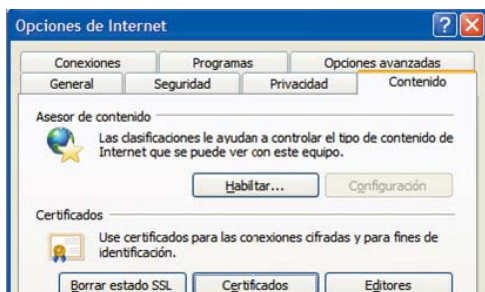 Opciones de Internet
Conexiones Programas Opciones avanzadas
General Seguridad Privacidad Contenido
Asesor de contenido
Las clasificaciones le ayudan a controlar el tipo de contenido de
Internet que se puede ver con este equipo.
Habilitar... Configuración
Certificados
Use certificados para las conexiones cifradas y para fines de
identificación.
Borrar estado SSL Certificados Editores